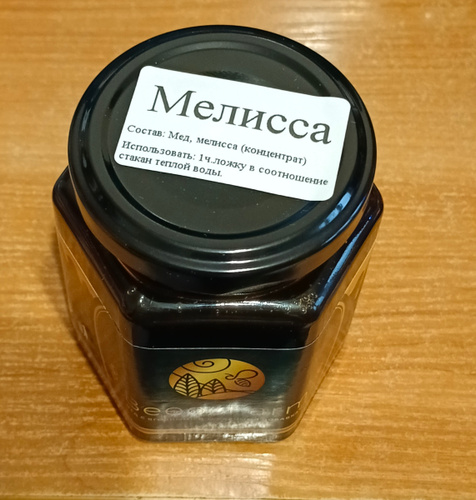 Мелисса
Состав: Мед, мелисса (концентрат)
Использовать: 1ч.ложку в соотношение
стакан теплой воды.